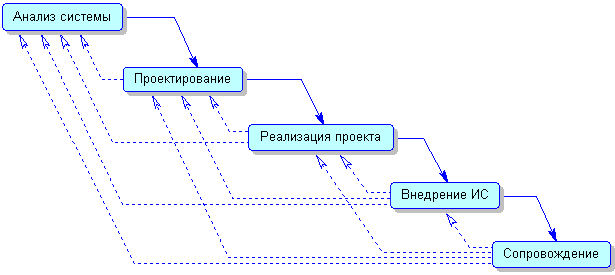 Анализ системы
Проектирование
Реализация проекта
Внедрение ИС
Сопровождение